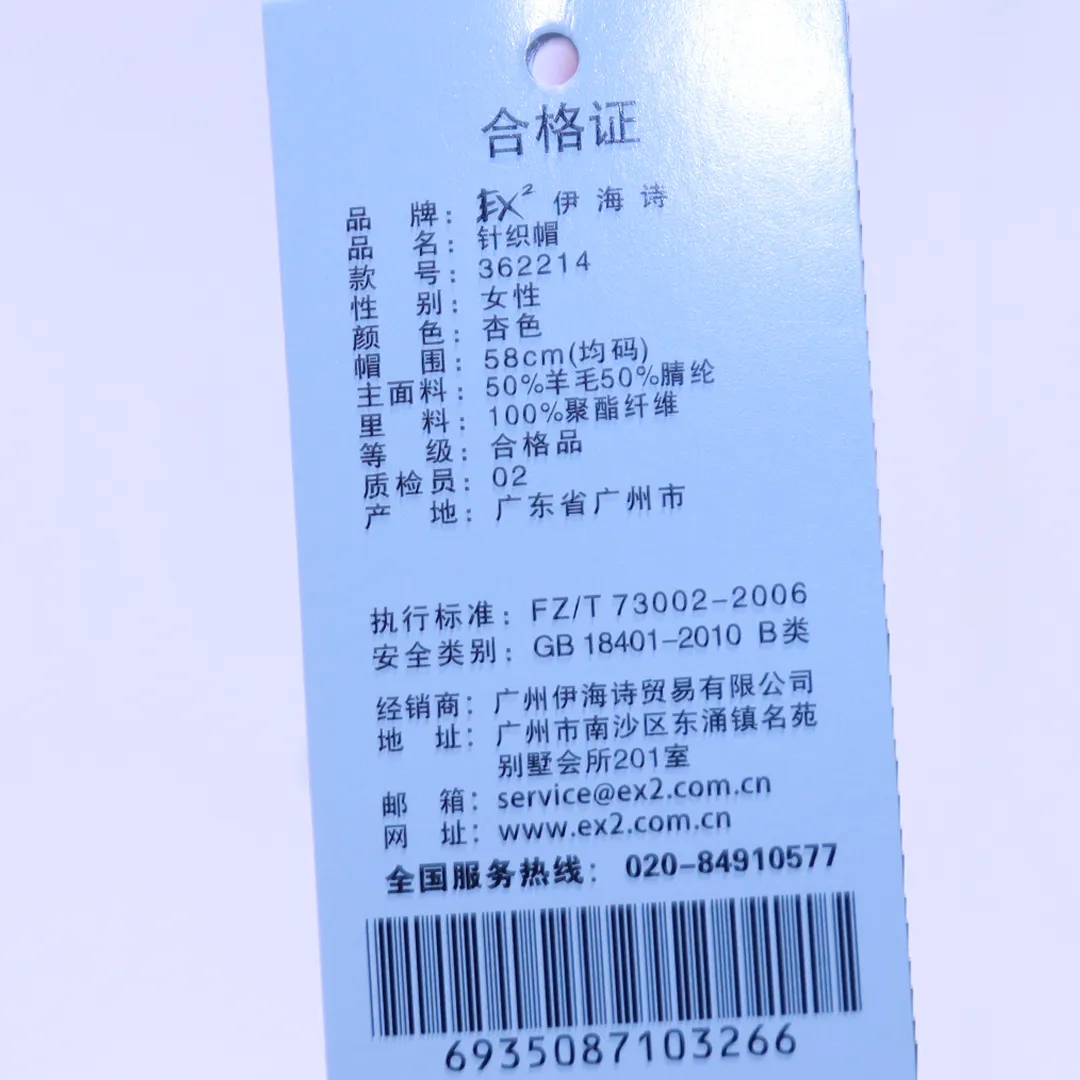 合格证
品牌：EX² 伊海诗
品名：针织帽
款号：362214
性别：女性
颜色：杏色
帽围：58cm(均码)
主面料：50%羊毛50%腈纶
里料：100%聚酯纤维
等级：合格品
质检员：02
产地：广东省广州市
执行标准：FZ/T 73002-2006
安全类别：GB 18401-2010 B类
经销商：广州伊海诗贸易有限公司
地址：广州市南沙区东涌镇名苑
别墅会所201室
邮箱：service@ex2.com.cn
网址：www.ex2.com.cn
全国服务热线：020-84910577
6935087103266